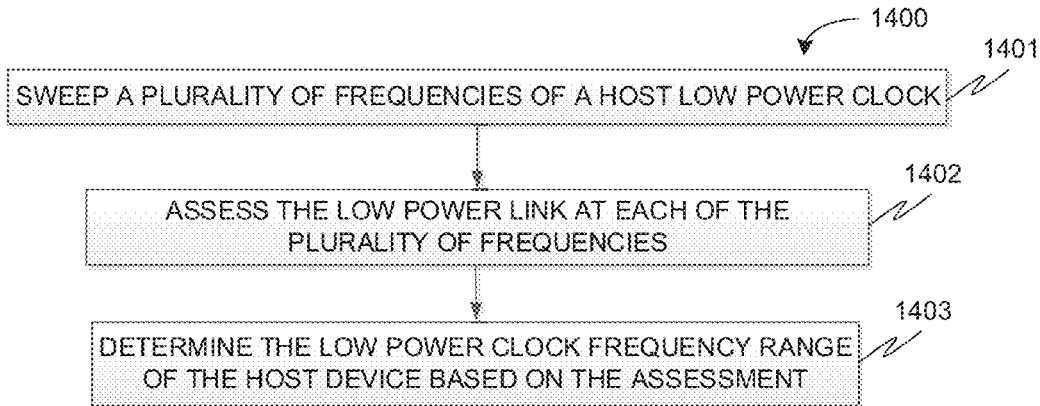 1400
1401
SWEEP A PLURALITY OF FREQUENCIES OF A HOST LOW POWER CLOCK
1402
ASSESS THE LOW POWER LINK AT EACH OF THE
PLURALITY OF FREQUENCIES
1403
DETERMINE THE LOW POWER CLOCK FREQUENCY RANGE
OF THE HOST DEVICE BASED ON THE ASSESSMENT